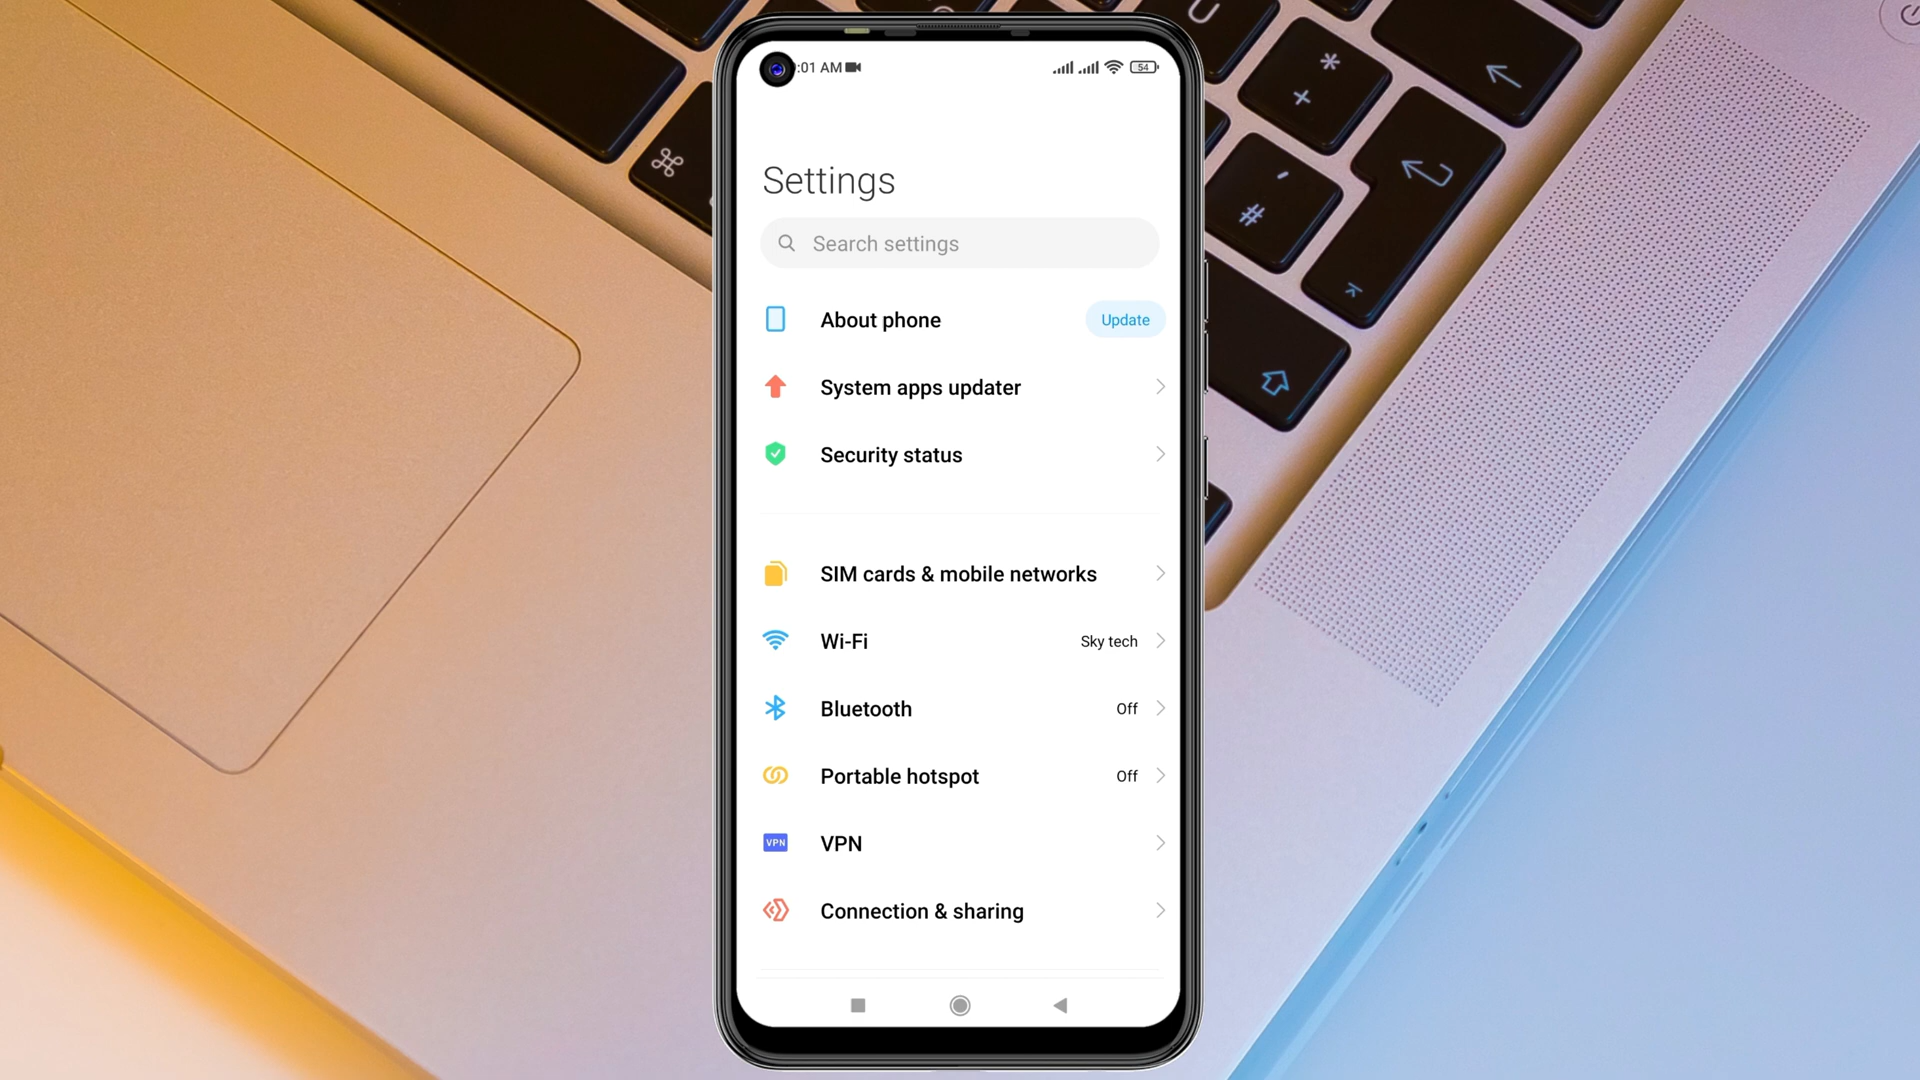 :01 AM
54
Settings
Search settings
About phone
Update
System apps updater
Security status
SIM cards & mobile networks
Wi-Fi
Sky tech
Bluetooth
Off
Portable hotspot
Off
VPN
VPN
Connection & sharing
U
*
+
'
#
⌘